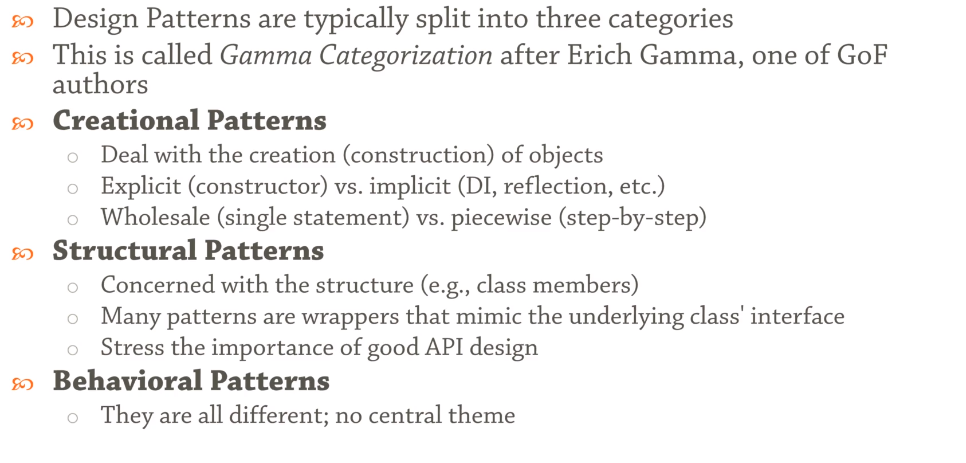 Design Patterns are typically split into three categories
This is called Gamma Categorization after Erich Gamma, one of GoF
authors
Creational Patterns
Deal with the creation (construction) of objects
Explicit (constructor) vs. implicit (DI, reflection, etc.)
Wholesale (single statement) vs. piecewise (step-by-step)
Structural Patterns
Concerned with the structure (e.g., class members)
Many patterns are wrappers that mimic the underlying class' interface
Stress the importance of good API design
Behavioral Patterns
They are all different; no central theme